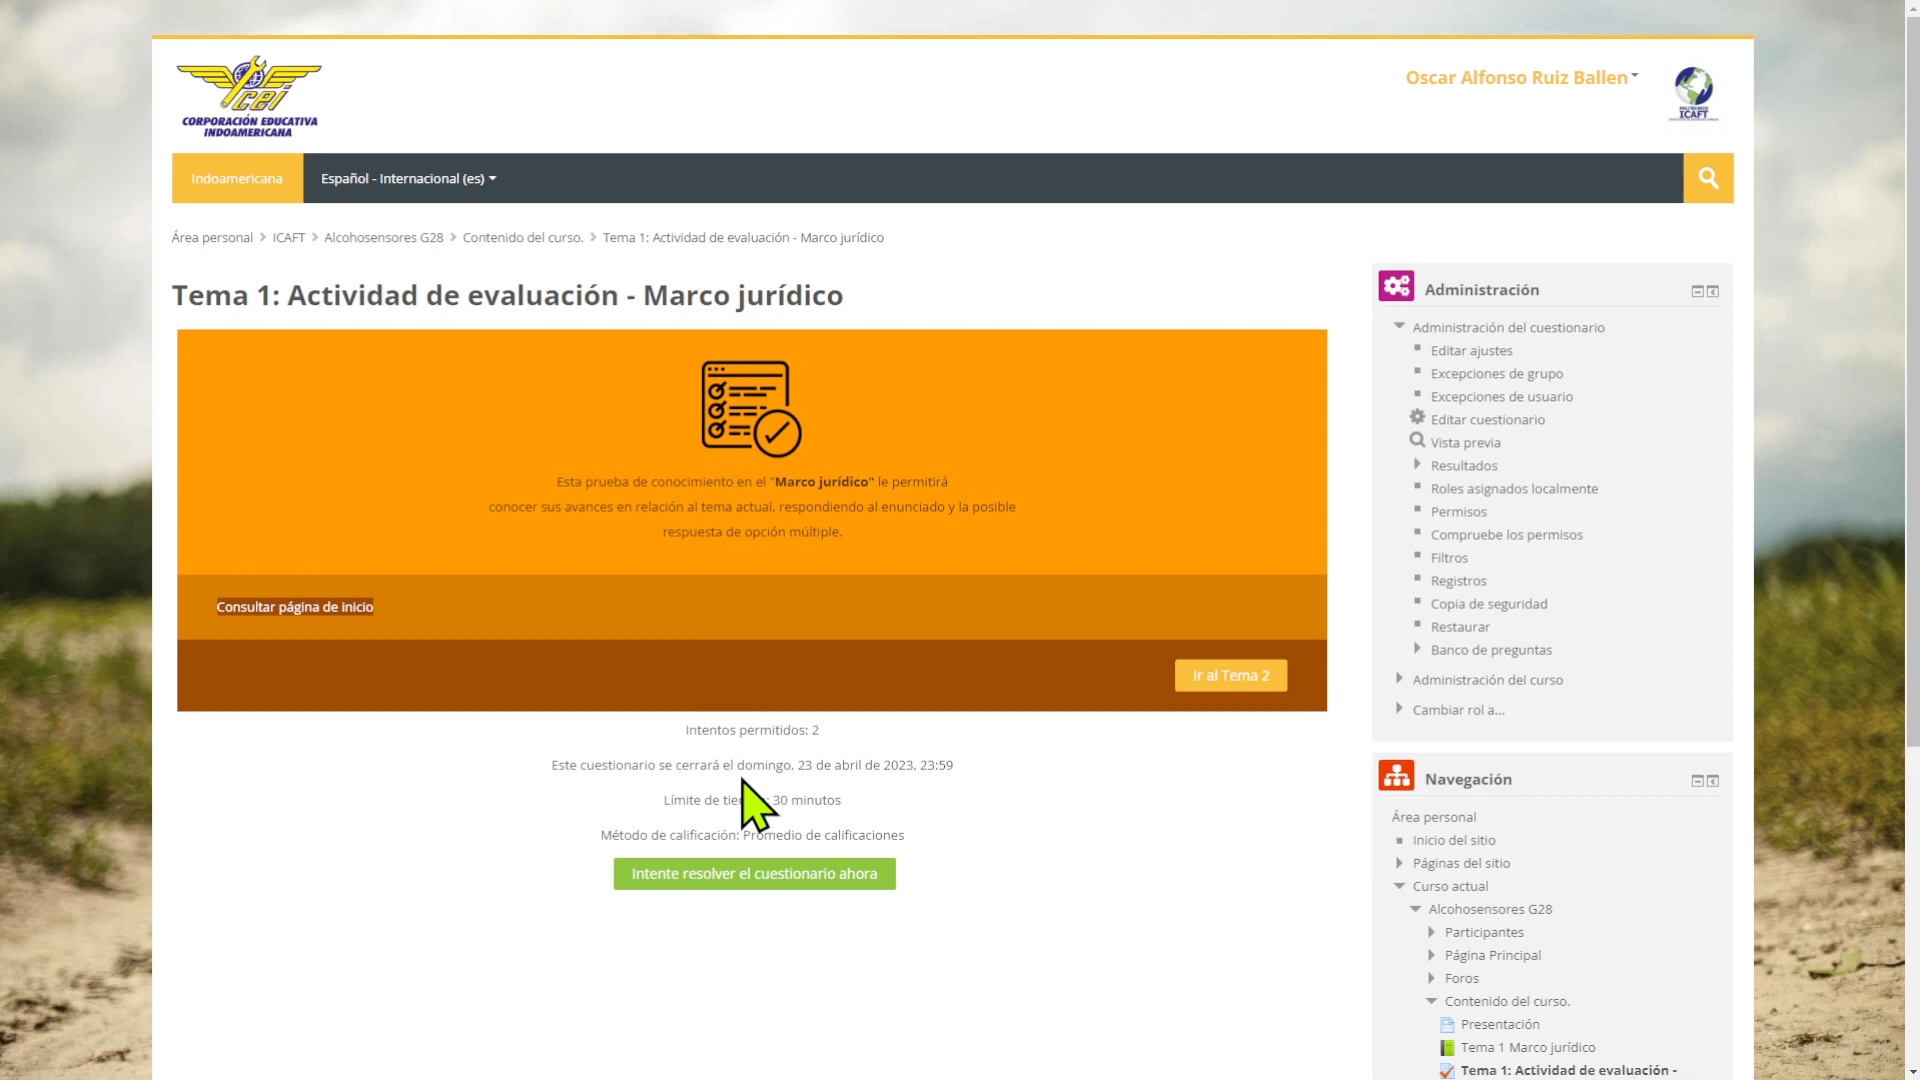 cei
CORPORACIÓN EDUCATIVA
INDOAMERICANA
Oscar Alfonso Ruiz Ballen
ICAFT
Indoamericana
Español - Internacional (es)
Área personal > ICAFT > Alcohosensores G28 > Contenido del curso. > Tema 1: Actividad de evaluación - Marco jurídico
Tema 1: Actividad de evaluación - Marco jurídico
Esta prueba de conocimiento en el "Marco jurídico" le permitirá
conocer sus avances en relación al tema actual, respondiendo al enunciado y la posible
respuesta de opción múltiple.
Consultar página de inicio
Ir al Tema 2
Intentos permitidos: 2
Este cuestionario se cerrará el domingo, 23 de abril de 2023, 23:59
Límite de 30 minutos
Método de calificación: Promedio de calificaciones
Intente resolver el cuestionario ahora
Administración
Administración del cuestionario
Editar ajustes
Excepciones de grupo
Excepciones de usuario
Editar cuestionario
Vista previa
Resultados
Roles asignados localmente
Permisos
Compruebe los permisos
Filtros
Registros
Copia de seguridad
Restaurar
Banco de preguntas
Administración del curso
Cambiar rol a...
Navegación
Área personal
Inicio del sitio
Páginas del sitio
Curso actual
Alcohosensores G28
Participantes
Página Principal
Foros
Contenido del curso.
Presentación
Tema 1 Marco jurídico
Tema 1: Actividad de evaluación -